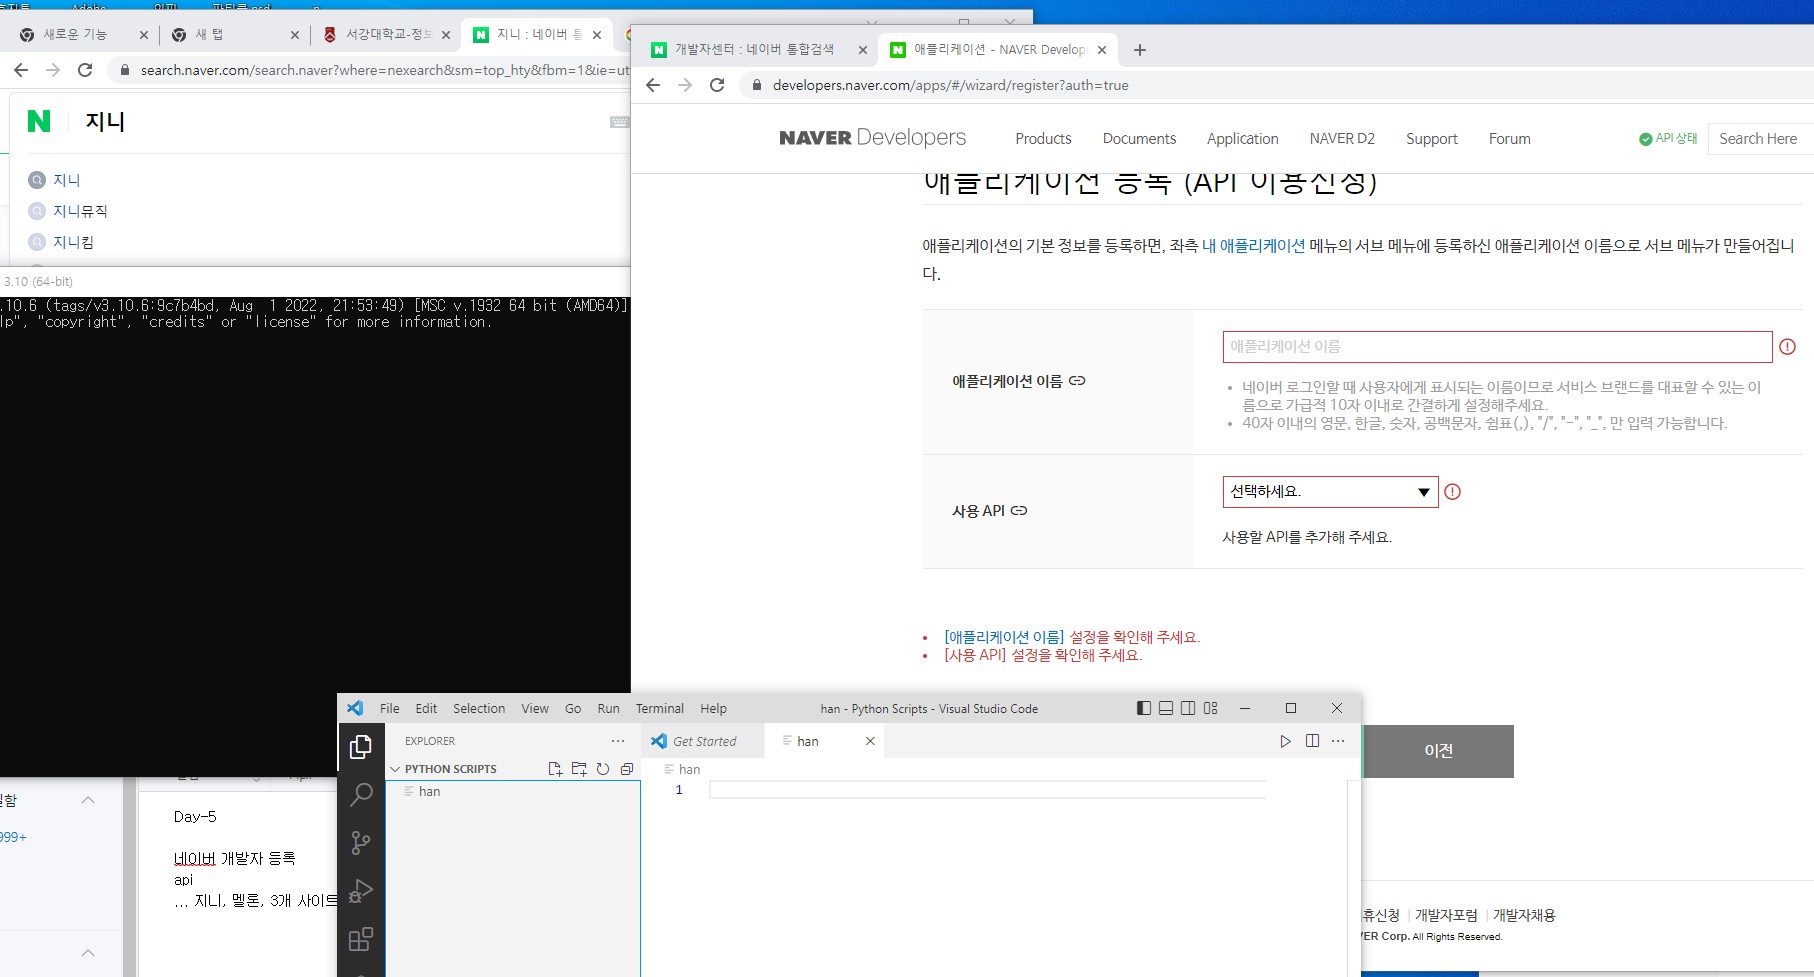 Adobe
새로운 기능
새 탭
서강대학교-정보
지니 : 네이버 통
search.naver.com/search.naver?where=nexearch&sm=top_hty&fbm=1&ie=ut
지니
지니
지니뮤직
지니킴
3.10 (64-bit)
.10.6 (tags/v3.10.6:9c7b4bd, Aug  1 2022, 21:53:49) [MSC v.1932 64 bit (AMD64)]
lp", "copyright", "credits" or "license" for more information.
개발자센터 : 네이버 통합검색
애플리케이션 - NAVER Develop
developers.naver.com/apps/#/wizard/register?auth=true
NAVER Developers
Products
Documents
Application
NAVER D2
Support
Forum
API 상태
Search Here
애플리케이션 등록 (API 이용신청)
애플리케이션의 기본 정보를 등록하면, 좌측 내 애플리케이션 메뉴의 서브 메뉴에 등록하신 애플리케이션 이름으로 서브 메뉴가 만들어집니
다.
애플리케이션 이름
애플리케이션 이름
네이버 로그인할 때 사용자에게 표시되는 이름이므로 서비스 브랜드를 대표할 수 있는 이
름으로 가급적 10자 이내로 간결하게 설정해주세요.
40자 이내의 영문, 한글, 숫자, 공백문자, 쉼표(,), "/", "-", "_", 만 입력 가능합니다.
사용 API
선택하세요.
사용할 API를 추가해 주세요.
[애플리케이션 이름] 설정을 확인해 주세요.
[사용 API] 설정을 확인해 주세요.
이전
휴신청
개발자포럼
개발자채용
VER Corp. All Rights Reserved.
File
Edit
Selection
View
Go
Run
Terminal
Help
han - Python Scripts - Visual Studio Code
EXPLORER
Get Started
han
PYTHON SCRIPTS
han
han
1
999+
Day-5
네이버 개발자 등록
api
... 지니, 멜론, 3개 사이트